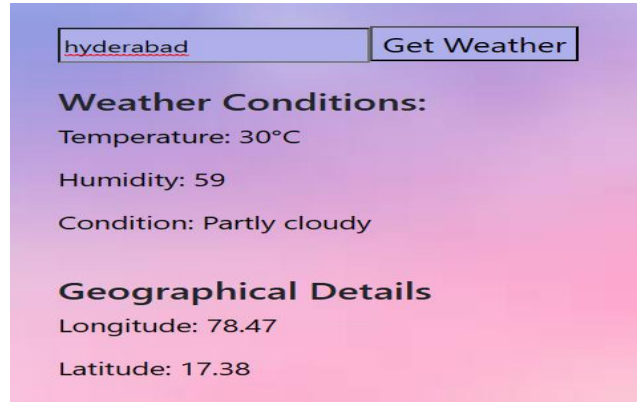 hyderabad Get Weather
Weather Conditions:
Temperature: 30°C
Humidity: 59
Condition: Partly cloudy
Geographical Details
Longitude: 78.47
Latitude: 17.38